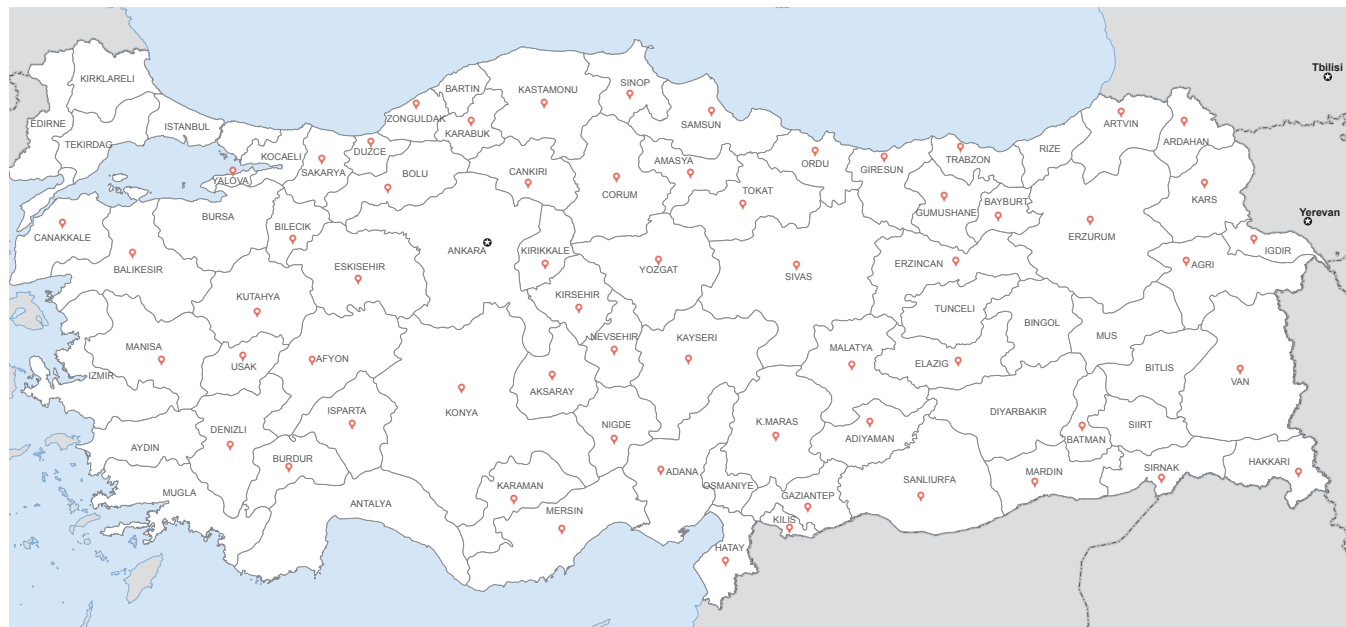 Tbilisi
KIRKLARELI
SINOP
BARTIN
KASTAMONU
ZONGULDAK
EDIRNE
ISTANBUL
SAMSUN
ARTVIN
KARABUK
TEKIRDAG
DUZCE
ARDAHAN
KOCAELI
RIZE
SAKARYA
AMASYA
ORDU
TRABZON
GIRESUN
YALOVA
BOLU
CANKIRI
CORUM
TOKAT
KARS
BAYBURT
GUMUSHANE
BURSA
Yerevan
BILECIK
CANAKKALE
ERZURUM
ANKARA
KIRIKKALE
IGDIR
BALIKESIR
ESKISEHIR
YOZGAT
SIVAS
ERZINCAN
AGRI
KUTAHYA
KIRSEHIR
TUNCELI
BINGOL
NEVSEHIR
KAYSERI
MUS
MANISA
MALATYA
AFYON
USAK
ELAZIG
BITLIS
VAN
IZMIR
AKSARAY
KONYA
ISPARTA
DIYARBAKIR
K.MARAS
NIGDE
SIIRT
DENIZLI
ADIYAMAN
BATMAN
AYDIN
BURDUR
HAKKARI
SIRNAK
ADANA
MARDIN
SANLIURFA
KARAMAN
OSMANIYE
MUGLA
GAZIANTEP
ANTALYA
MERSIN
KILIS
HATAY